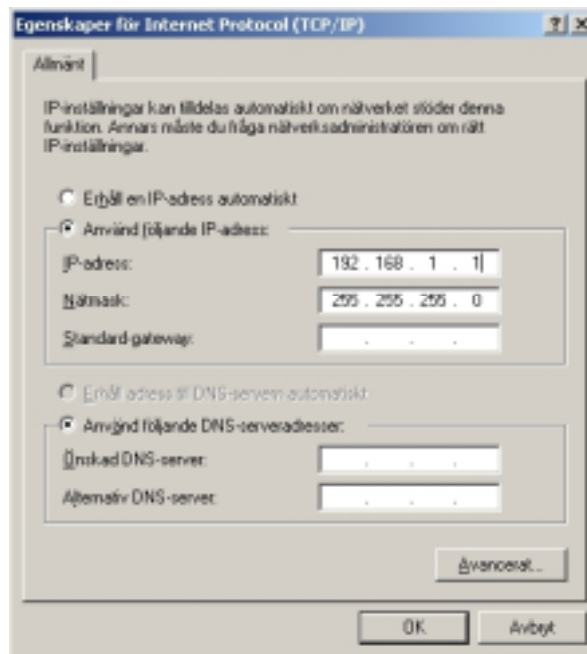 Egenskaper för Internet Protocol (TCP/IP)
Allmänt
IP-inställningar kan tilldelas automatiskt om nätverket stöder denna
funktion. Annars måste du fråga nätverksadministratören om rätt
IP-inställningar.
Erhåll en IP-adress automatiskt
Använd följande IP-adress:
IP-adress: 192 . 168 . 1 . 1
Nätmask: 255 . 255 . 255 . 0
Standard-gateway: . . .
Erhåll adress till DNS-servern automatiskt
Använd följande DNS-serveradresser:
Önskad DNS-server: . . .
Alternativ DNS-server: . . .
Avancerat...
OK Avbryt